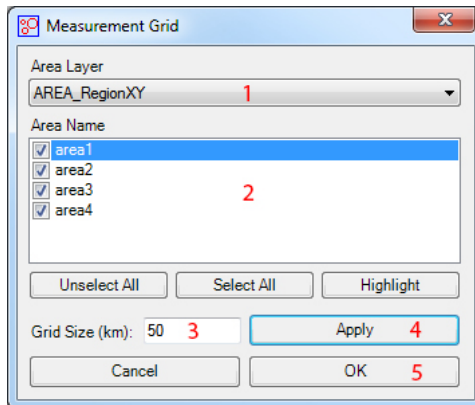 Measurement Grid
X
Area Layer
AREA_RegionXY 1
Area Name
area1
area2
area3
area4
2
Unselect All Select All Highlight
Grid Size (km): 50 3 Apply 4
Cancel OK 5